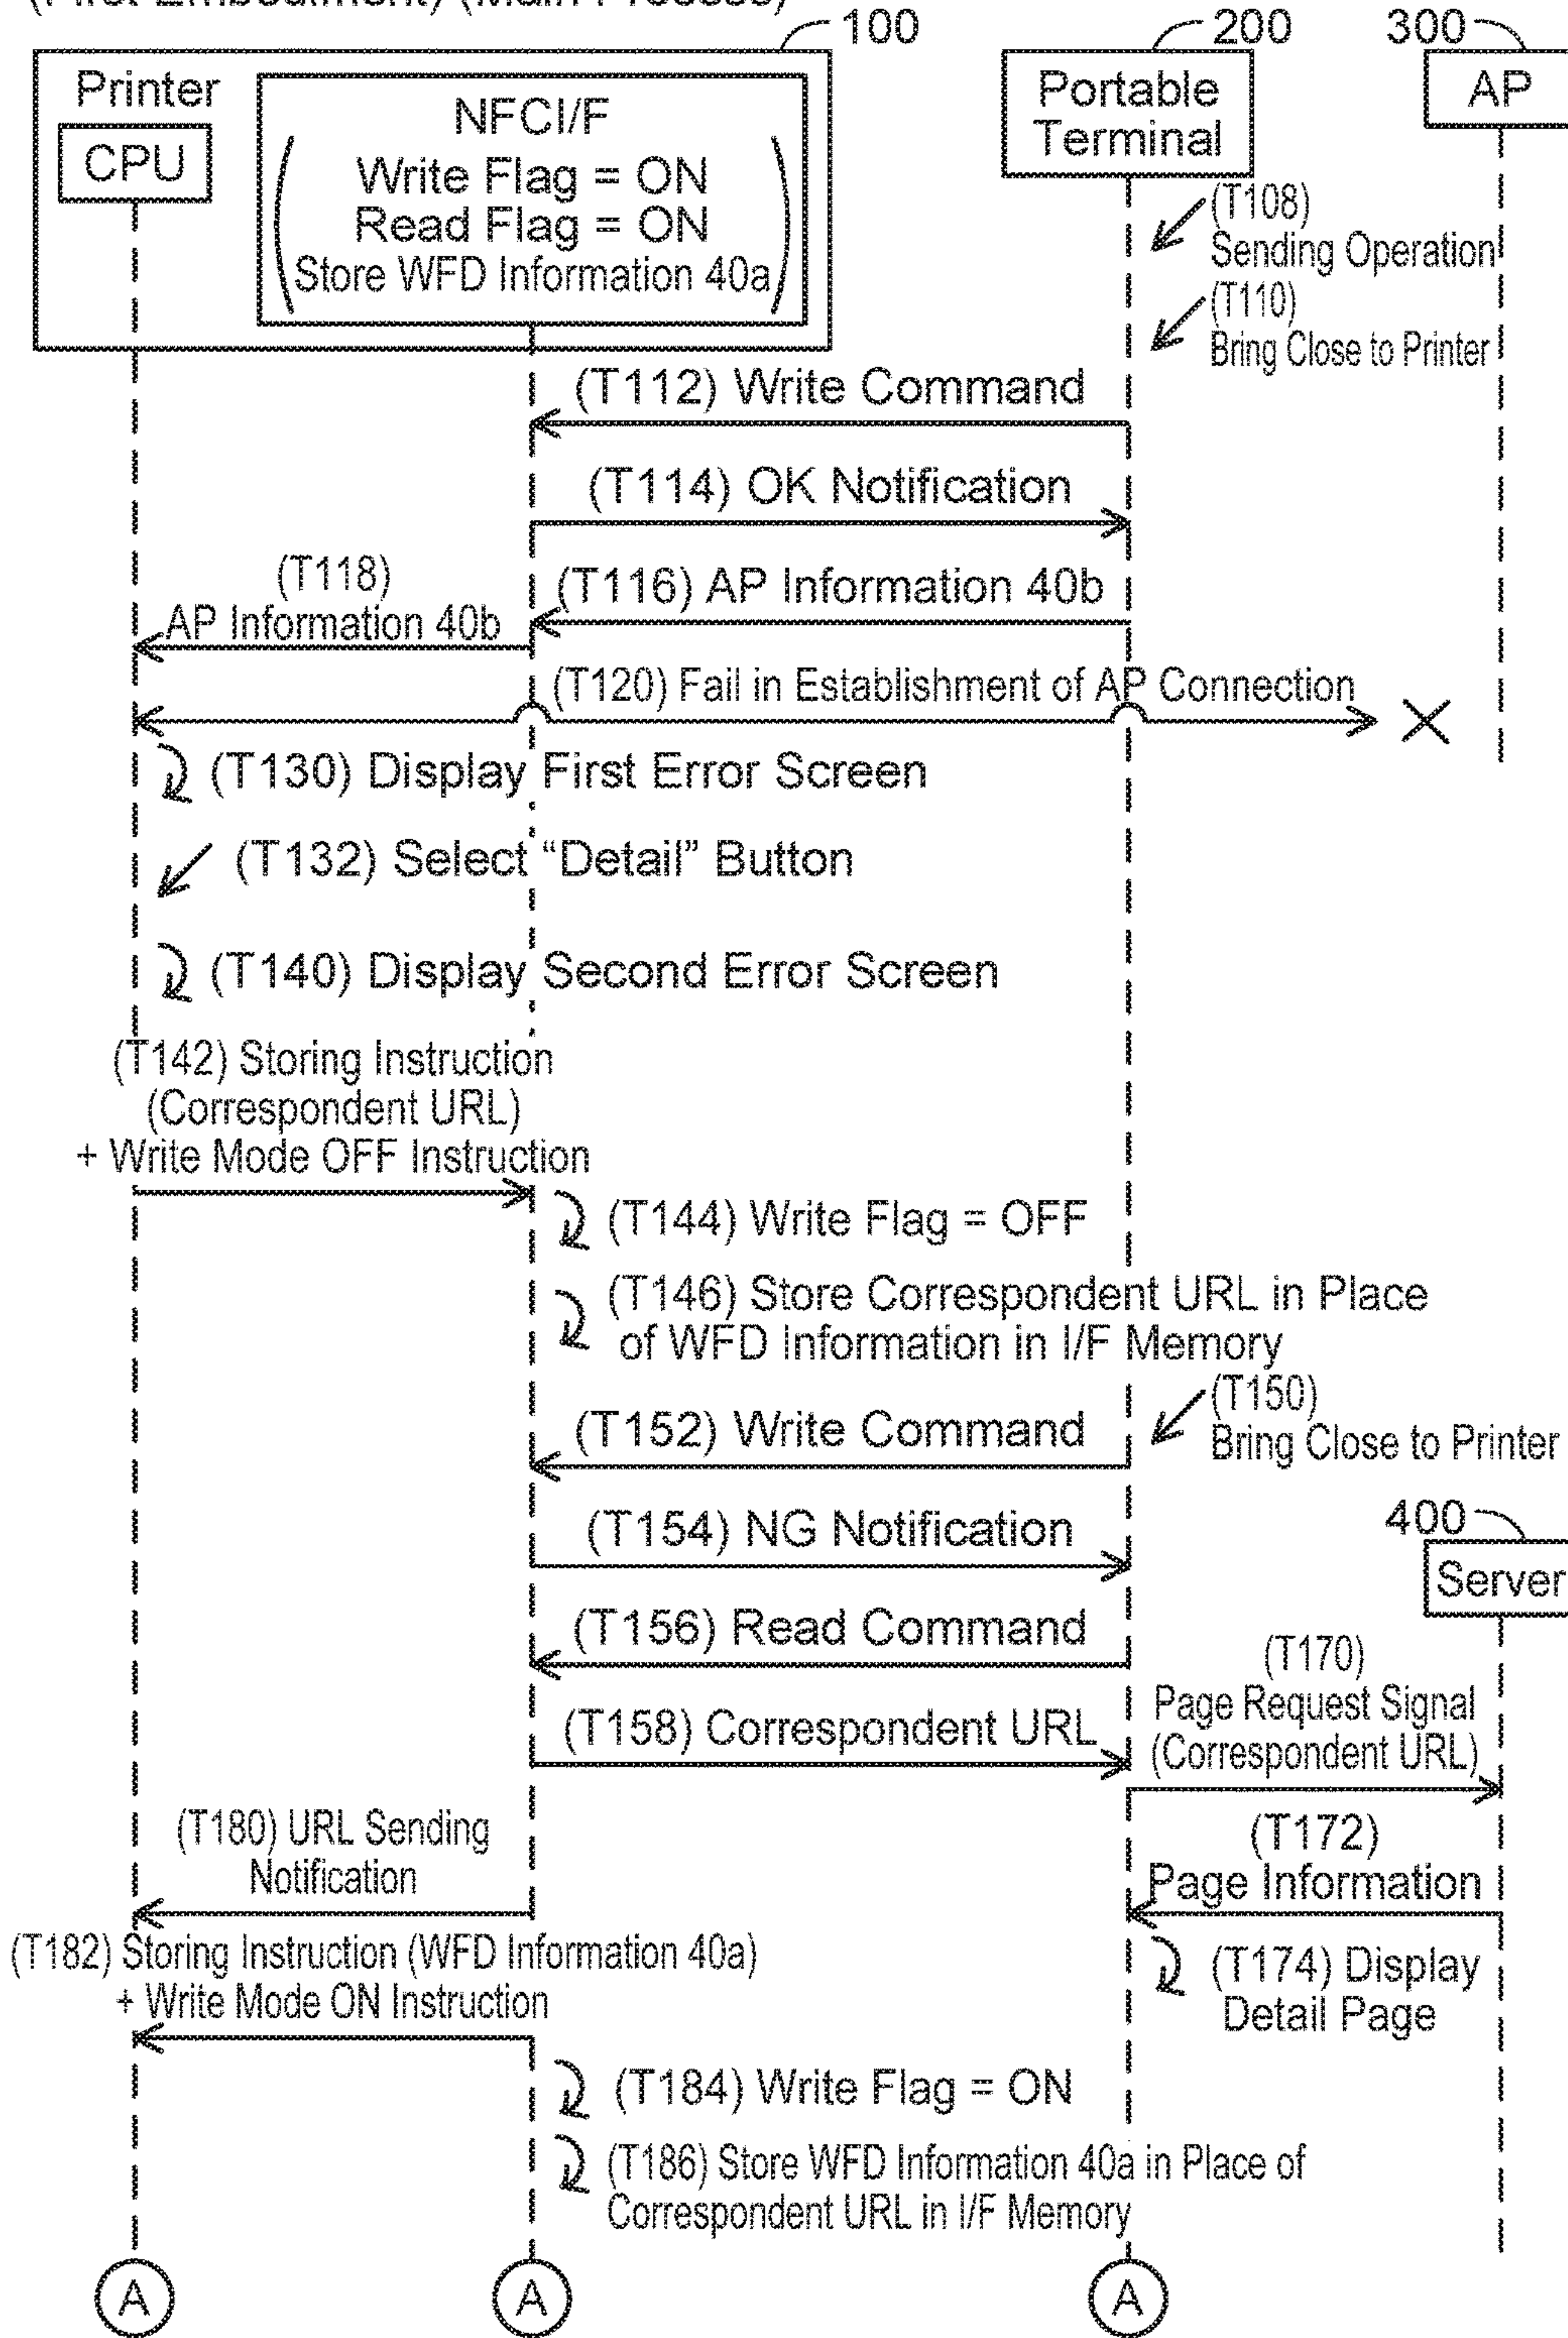 (First Embodiment) (Main Process)
100
200
300
Printer
CPU
NFCI/F
Write Flag = ON
Read Flag = ON
Store WFD Information 40a
Portable
Terminal
AP
(T108)
Sending Operation
(T110)
Bring Close to Printer
(T112) Write Command
(T114) OK Notification
(T116) AP Information 40b
(T118)
AP Information 40b
(T120) Fail in Establishment of AP Connection
(T130) Display First Error Screen
(T132) Select “Detail” Button
(T140) Display Second Error Screen
(T142) Storing Instruction
(Correspondent URL)
+ Write Mode OFF Instruction
(T144) Write Flag = OFF
(T146) Store Correspondent URL in Place
of WFD Information in I/F Memory
(T150)
Bring Close to Printer
(T152) Write Command
(T154) NG Notification
400
Server
(T156) Read Command
(T158) Correspondent URL
(T170)
Page Request Signal
(Correspondent URL)
(T172)
Page Information
(T174) Display
Detail Page
(T180) URL Sending
Notification
(T182) Storing Instruction (WFD Information 40a)
+ Write Mode ON Instruction
(T184) Write Flag = ON
(T186) Store WFD Information 40a in Place of
Correspondent URL in I/F Memory
A
A
A